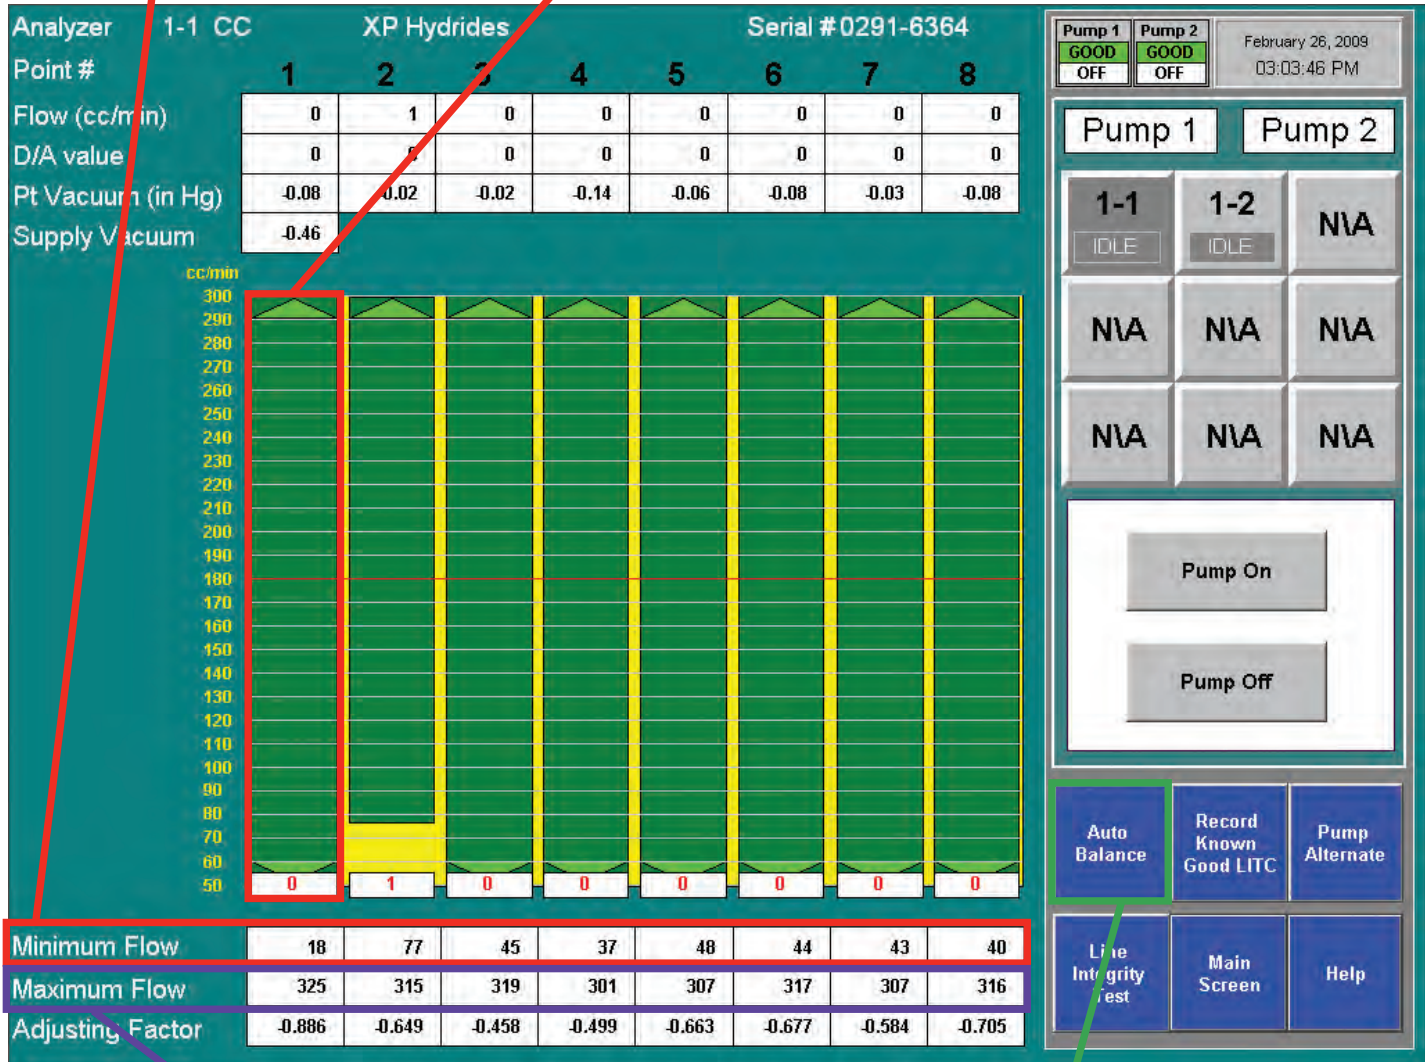 Analyzer 1-1 CC XP Hydrides Serial #0291-6364
Point # 1 2 3 4 5 6 7 8
Flow (cc/min) 0 1 0 0 0 0 0 0
D/A value 0 0 0 0 0 0 0 0
Pt Vacuum (in Hg) -0.08 -0.02 -0.02 -0.14 -0.06 -0.08 -0.03 -0.08
Supply Vacuum -0.46
cc/min
300
290
280
270
260
250
240
230
220
210
200
190
180
170
160
150
140
130
120
110
100
90
80
70
60
50 0 1 0 0 0 0 0 0
Minimum Flow 18 77 45 37 48 44 43 40
Maximum Flow 325 315 319 301 307 317 307 316
Adjusting Factor -0.886 -0.649 -0.458 -0.499 -0.663 -0.677 -0.584 -0.705
Pump 1 Pump 2
GOOD GOOD
OFF OFF
February 26, 2009
03:03:46 PM
Pump 1 Pump 2
1-1 1-2 N\A
IDLE IDLE
N\A N\A N\A
N\A N\A N\A
Pump On
Pump Off
Auto
Balance
Record
Known
Good LITC
Pump
Alternate
Line
Integrity
Test
Main
Screen
Help